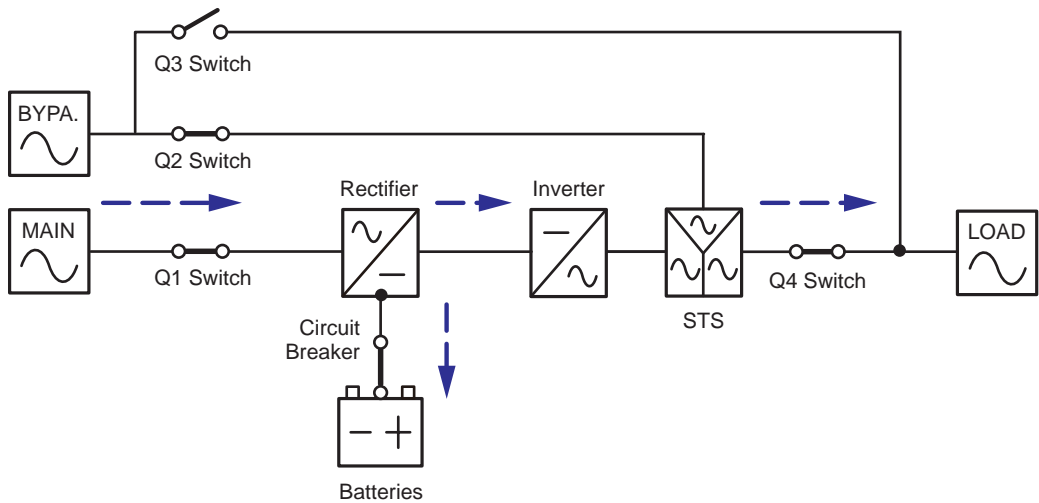 Q3 Switch
BYPA.
Q2 Switch
Rectifier
Inverter
MAIN
LOAD
Q1 Switch
Q4 Switch
STS
Circuit
Breaker
Batteries